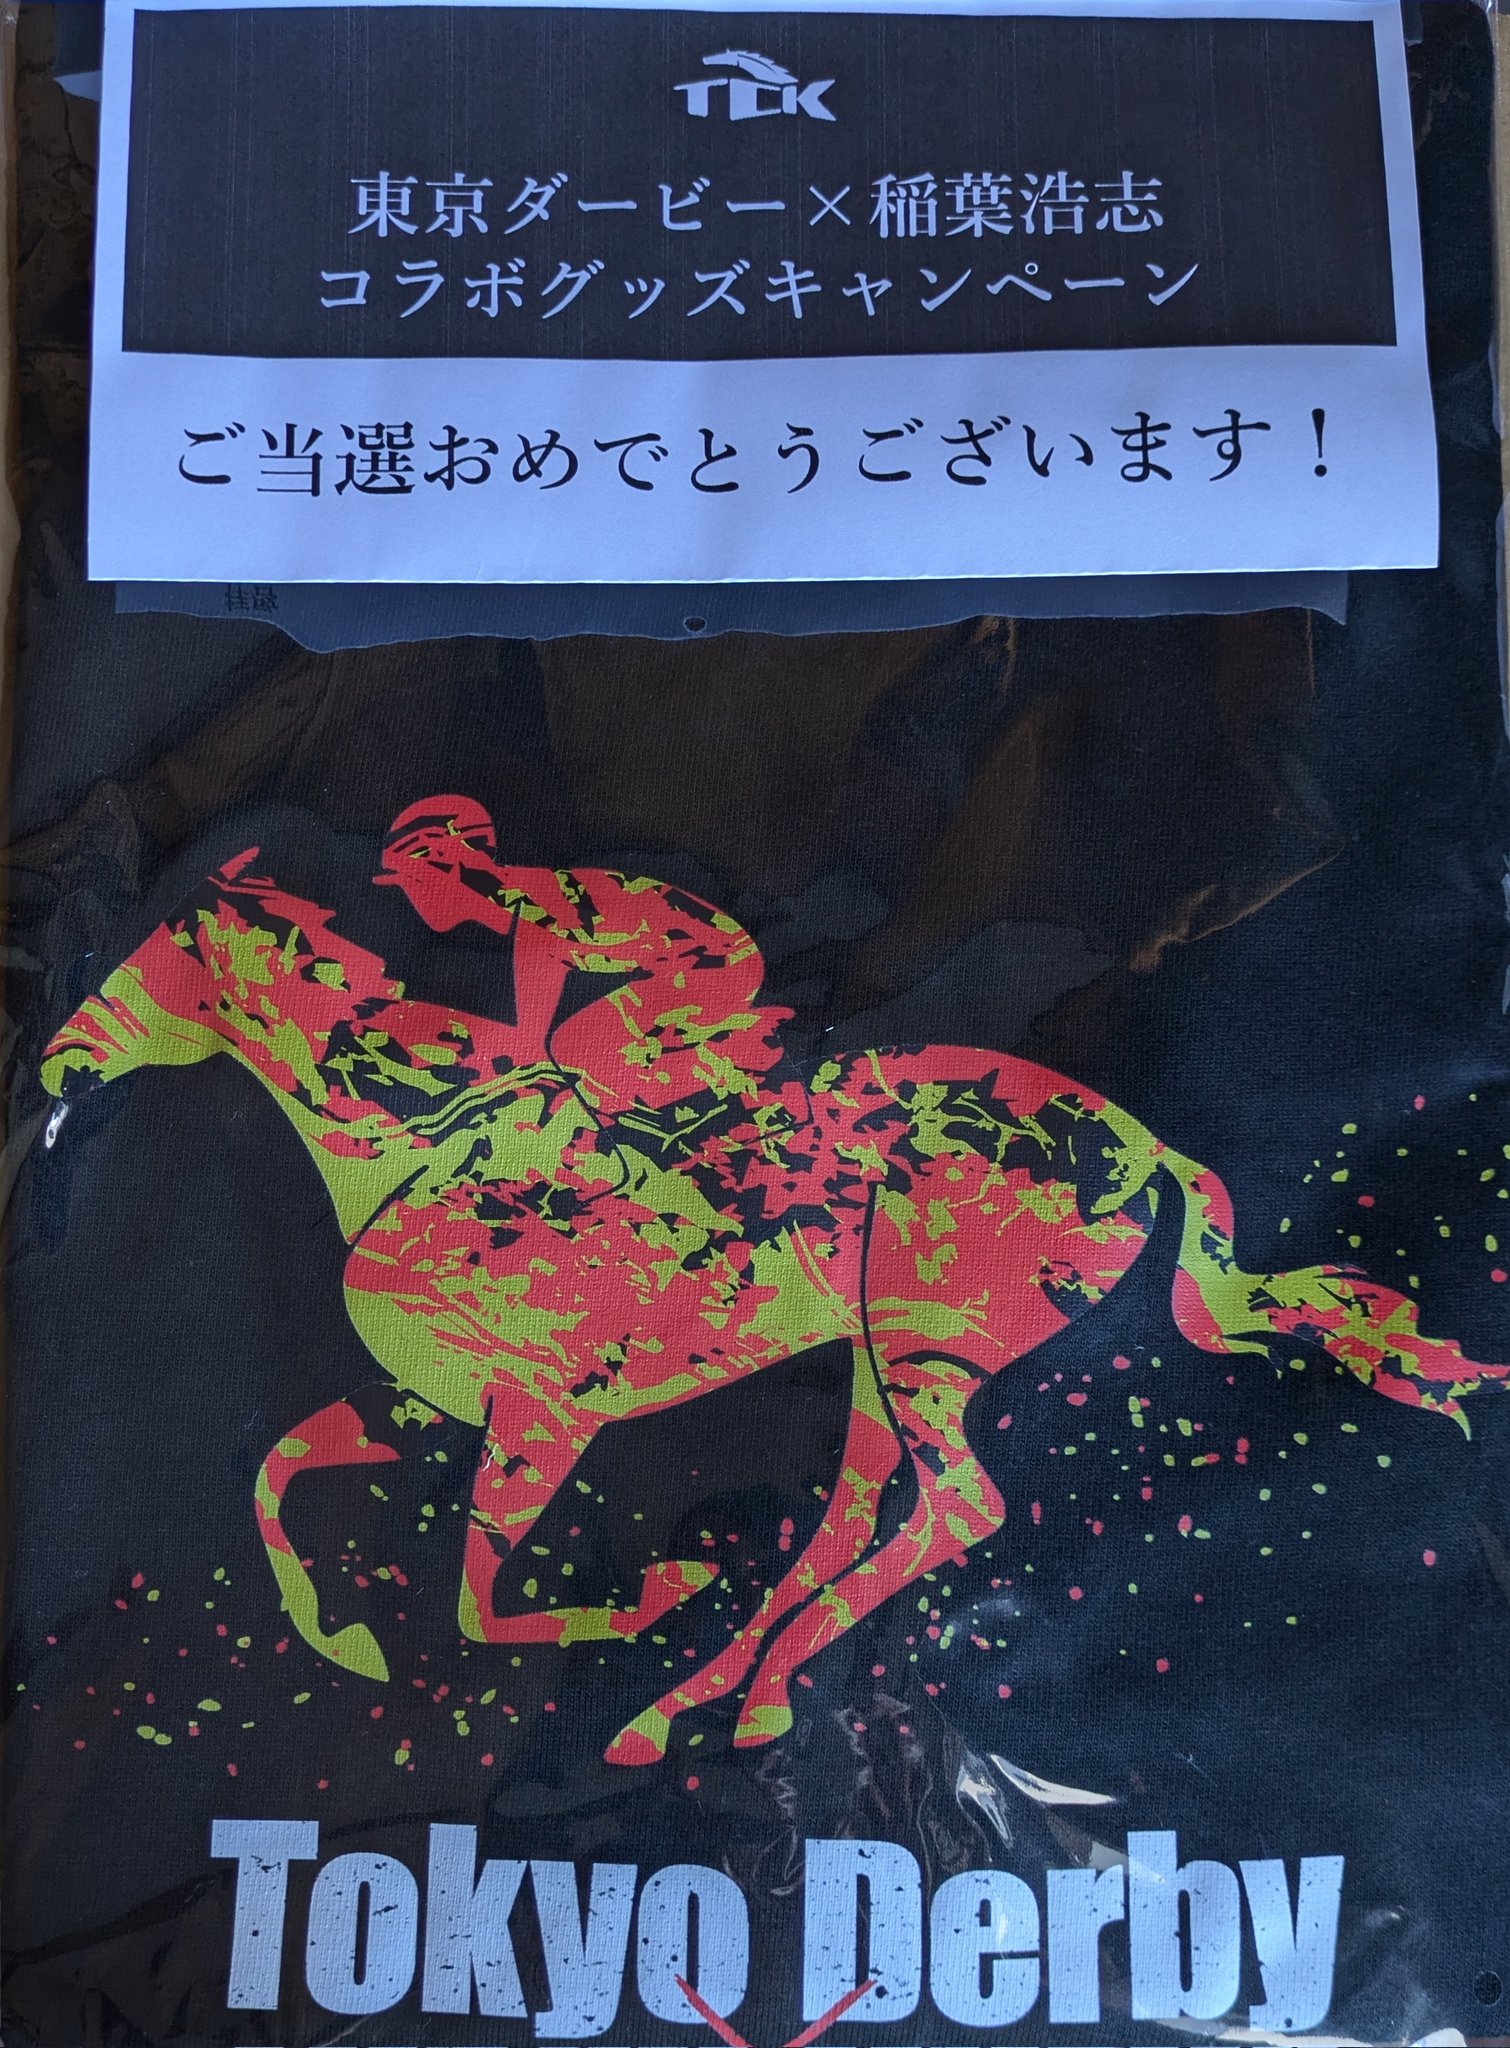 TCK
東京ダービー×稲葉浩志
コラボグッズキャンペーン
ご当選おめでとうございます！
Tokyo Derby